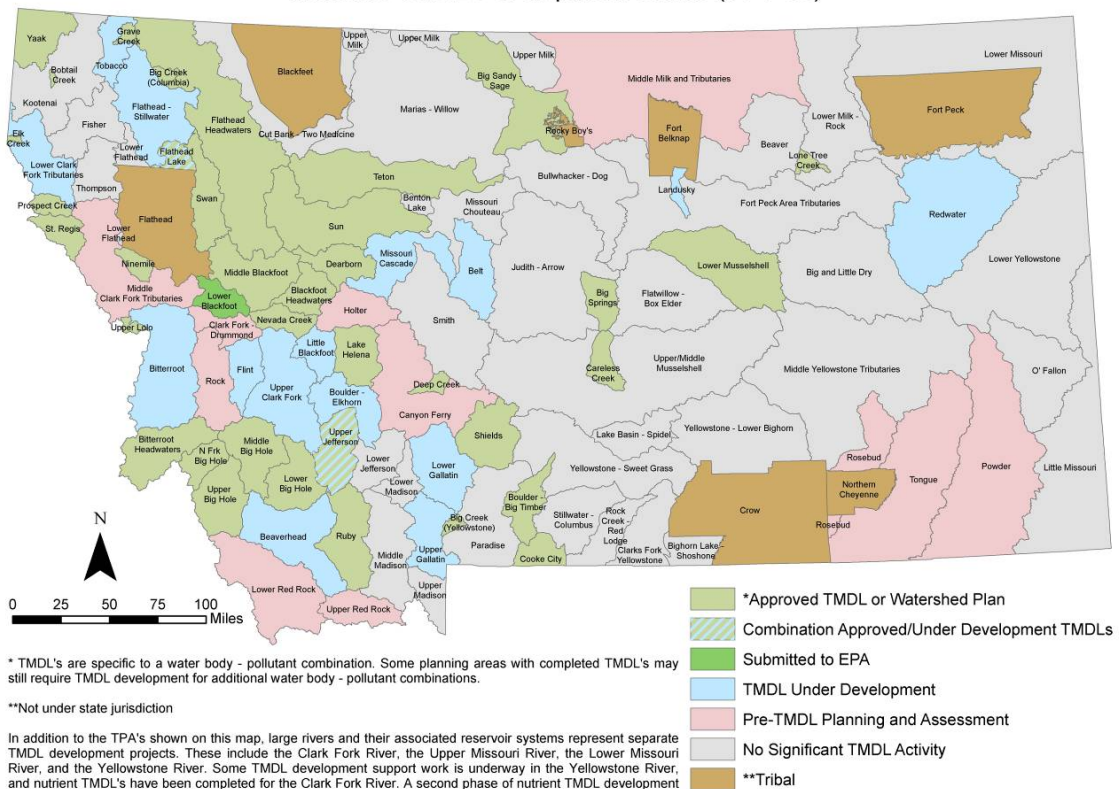 Yaak
Grave
Creek
Bobtail
Creek
Tobacco
Big Creek
(Columbia)
Kootenai
Flathead -
Stillwater
Fisher
Flathead
Headwaters
Elk
Creek
Lower
Flathead
Flathead
Lake
Lower Clark
Fork Tributaries
Thompson
Prospect Creek
St. Regis
Lower
Flathead
Flathead
Swan
Ninemile
Middle
Clark Fork Tributaries
Lower
Blackfoot
Middle Blackfoot
Blackfoot
Headwaters
Dearborn
Upper Lolo
Clark Fork -
Drummond
Nevada Creek
Blackfeet
Cut Bank - Two Medicine
Upper
Milk
Upper Milk
Upper Milk
Marias - Willow
Big Sandy -
Sage
Rocky Boy's
Middle Milk and Tributaries
Fort
Belknap
Landusky
Beaver
Lower Milk -
Rock
Lone Tree
Creek
Lower Missouri
Fort Peck
Teton
Benton
Lake
Missouri
Chouteau
Bullwhacker - Dog
Sun
Missouri
Cascade
Belt
Judith - Arrow
Fort Peck Area Tributaries
Redwater
Lower Yellowstone
Lower Musselshell
Big and Little Dry
Big
Springs
Flatwillow -
Box Elder
Holter
Smith
Little
Blackfoot
Lake
Helena
Bitterroot
Rock
Flint
Upper
Clark Fork
Boulder -
Elkhorn
Deep Creek
Canyon Ferry
Careless
Creek
Upper/Middle
Musselshell
Middle Yellowstone Tributaries
O' Fallon
Bitterroot
Headwaters
N Frk
Big Hole
Middle
Big Hole
Upper
Big Hole
Lower
Big Hole
Upper
Jefferson
Lower
Jefferson
Lower
Madison
Lower
Gallatin
Shields
Lake Basin - Spidel
Yellowstone - Lower Bighorn
Yellowstone - Sweet Grass
Rosebud
Northern
Cheyenne
Rosebud
Tongue
Powder
Little Missouri
Beaverhead
Ruby
Middle
Madison
Upper
Gallatin
Upper
Madison
Big Creek
(Yellowstone)
Paradise
Boulder -
Big Timber
Cooke City
Stillwater -
Columbus
Rock
Creek -
Red
Lodge
Clarks Fork
Yellowstone
Bighorn Lake -
Shoshone
Crow
Lower Red Rock
Upper Red Rock
N
0 25 50 75 100
Miles
*Approved TMDL or Watershed Plan
Combination Approved/Under Development TMDLs
Submitted to EPA
TMDL Under Development
Pre-TMDL Planning and Assessment
No Significant TMDL Activity
**Tribal
* TMDL's are specific to a water body - pollutant combination. Some planning areas with completed TMDL's may
still require TMDL development for additional water body - pollutant combinations.
**Not under state jurisdiction
In addition to the TPA's shown on this map, large rivers and their associated reservoir systems represent separate
TMDL development projects. These include the Clark Fork River, the Upper Missouri River, the Lower Missouri
River, and the Yellowstone River. Some TMDL development support work is underway in the Yellowstone River,
and nutrient TMDL's have been completed for the Clark Fork River. A second phase of nutrient TMDL development